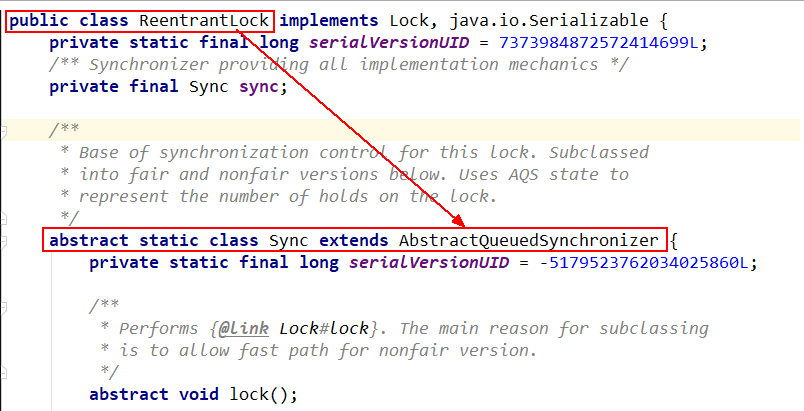 public class ReentrantLock implements Lock, java.io.Serializable {
    private static final long serialVersionUID = 7373984872572414699L;
    /** Synchronizer providing all implementation mechanics */
    private final Sync sync;

    /**
     * Base of synchronization control for this lock. Subclassed
     * into fair and nonfair versions below. Uses AQS state to
     * represent the number of holds on the lock.
     */
    abstract static class Sync extends AbstractQueuedSynchronizer {
        private static final long serialVersionUID = -5179523762034025860L;

        /**
         * Performs {@link Lock#lock}. The main reason for subclassing
         * is to allow fast path for nonfair version.
         */
        abstract void lock();